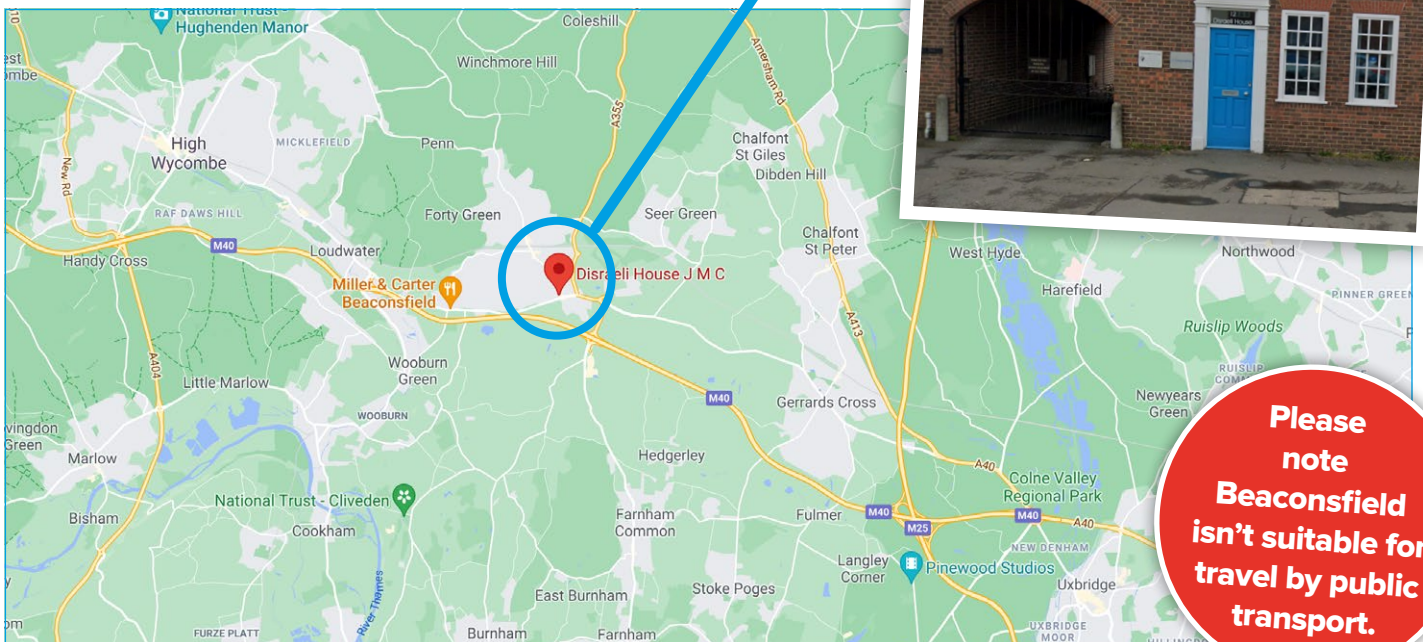 National Trust -
Hughenden Manor
Coleshill
Winchmore Hill
Amersham Rd
A355
Disraeli House
High
Wycombe
MICKLEFIELD
Penn
Chalfont
St Giles
Dibden Hill
New Rd
RAF DAWS HILL
Forty Green
Seer Green
Chalfont
St Peter
West Hyde
Northwood
M40
Handy Cross
Loudwater
Miller & Carter
Beaconsfield
Disraeli House J M C
Harefield
PINNER GREEN
A413
Ruislip Woods
A404
Wooburn
Green
Little Marlow
WOOBURN
M40
Gerrards Cross
Newyears
Green
RUISLIP
Marlow
Hedgerley
A40
Colne Valley
Regional Park
National Trust - Cliveden
Bisham
Cookham
Farnham
Common
Fulmer
M40
M25
M40
A40
NEW DENHAM
Langley
Corner
Pinewood Studios
Uxbridge
River Thames
East Burnham
Stoke Poges
FURZE PLATT
Burnham
Farnham
UXBRIDGE
MOOR
Please
note
Beaconsfield
isn't suitable for
travel by public
transport.